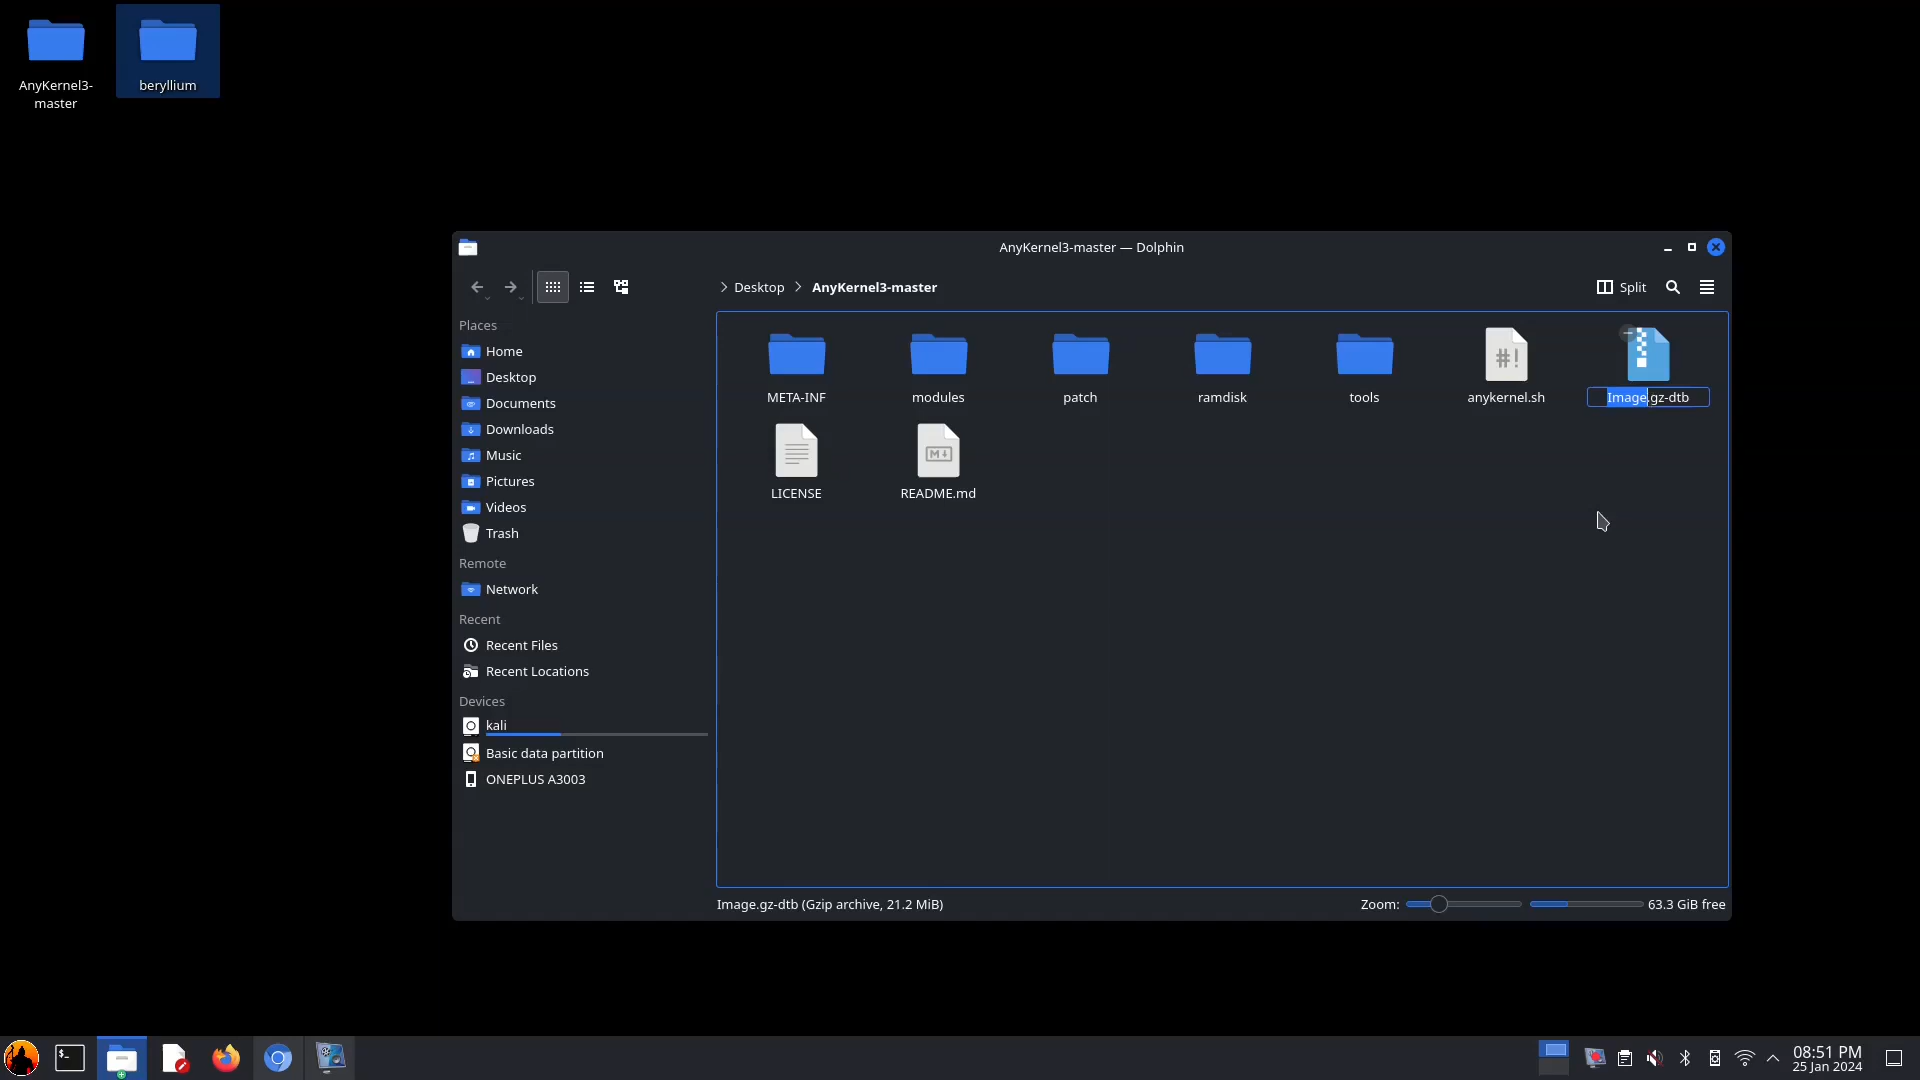 AnyKernel3-
master
beryllium
AnyKernel3-master — Dolphin
Desktop
AnyKernel3-master
Split
Places
Home
Desktop
Documents
Downloads
Music
Pictures
Videos
Trash
Remote
Network
Recent
Recent Files
Recent Locations
Devices
kali
Basic data partition
ONEPLUS A3003
META-INF
modules
patch
ramdisk
tools
#!
anykernel.sh
Image.gz-dtb
LICENSE
M
README.md
Image.gz-dtb (Gzip archive, 21.2 MiB)
Zoom:
63.3 GiB free
$_
08:51 PM
25 Jan 2024